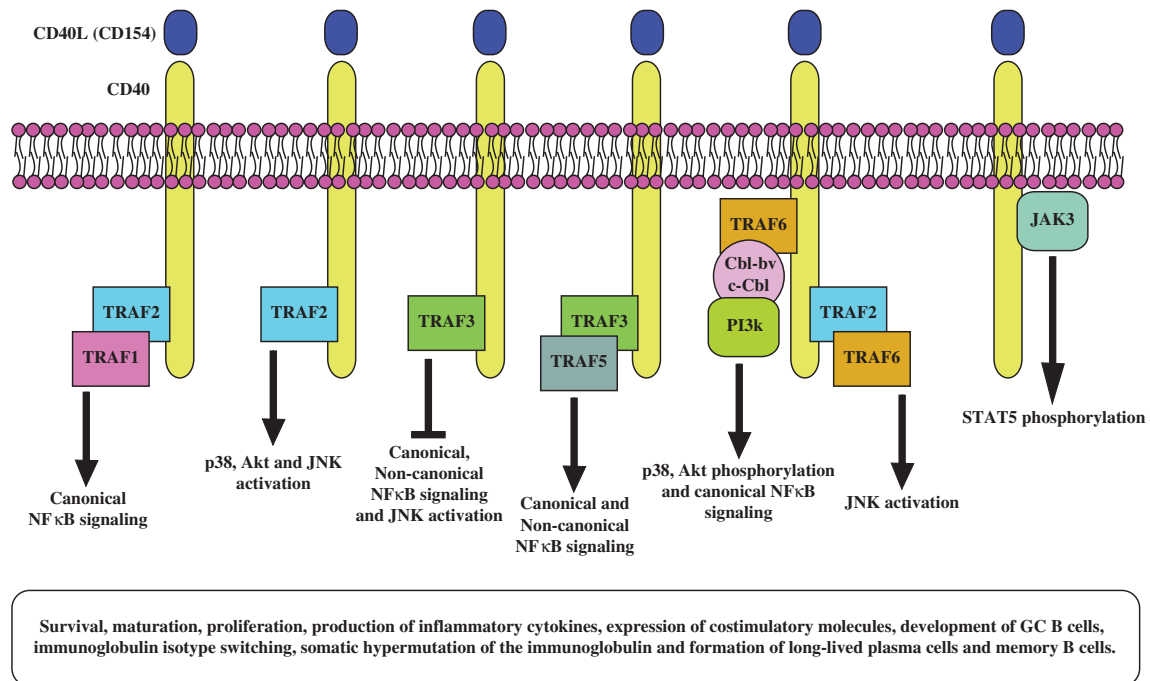 CD40L (CD154)
CD40
TRAF2
TRAF1
Canonical
NFκB signaling
TRAF2
p38, Akt and JNK
activation
TRAF3
Canonical,
Non-canonical
NFκB signaling
and JNK activation
TRAF3
TRAF5
Canonical and
Non-canonical
NFκB signaling
TRAF6
Cbl-bv
c-Cbl
PI3k
p38, Akt phosphorylation
and canonical NFκB
signaling
TRAF2
TRAF6
JNK activation
JAK3
STAT5 phosphorylation
Survival, maturation, proliferation, production of inflammatory cytokines, expression of costimulatory molecules, development of GC B cells,
immunoglobulin isotype switching, somatic hypermutation of the immunoglobulin and formation of long-lived plasma cells and memory B cells.